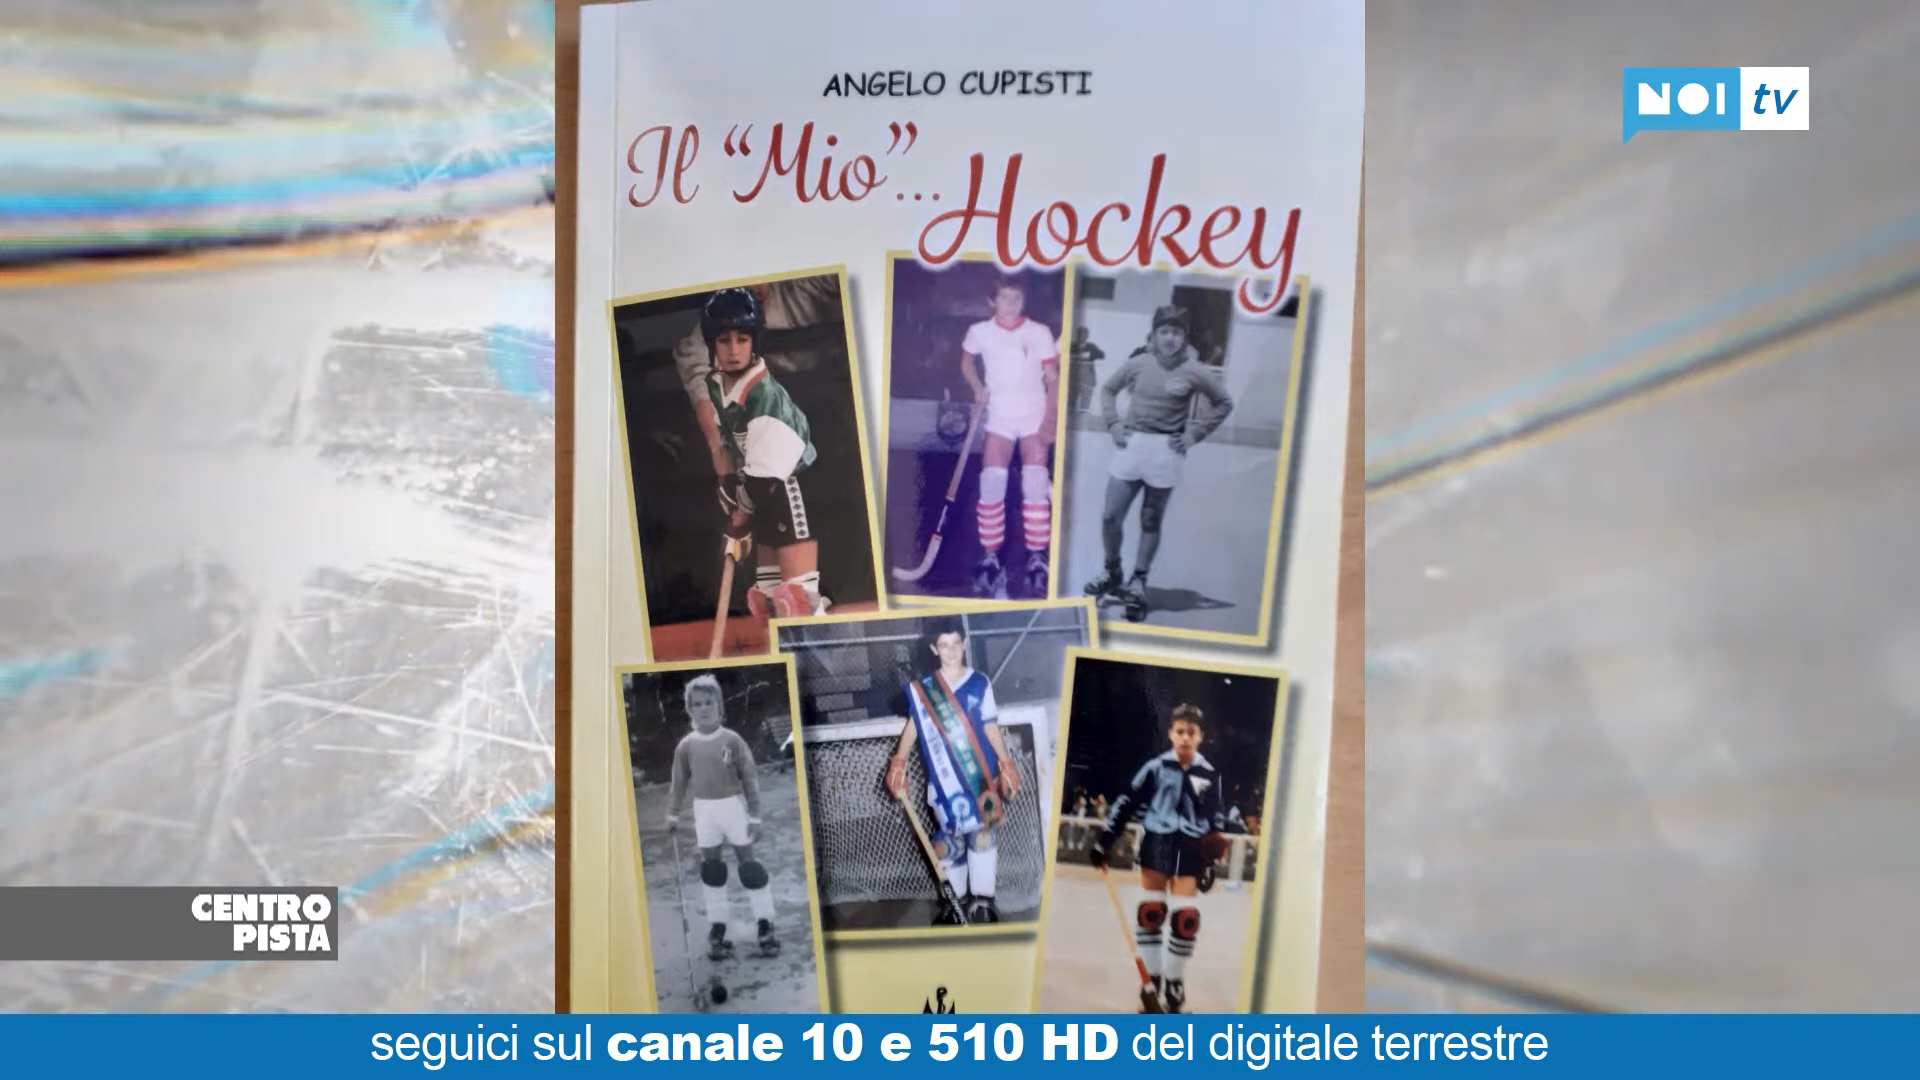 ANGELO CUPISTI
Il “Mio”... Hockey
NOI tv
CENTRO
PISTA
seguici sul canale 10 e 510 HD del digitale terrestre